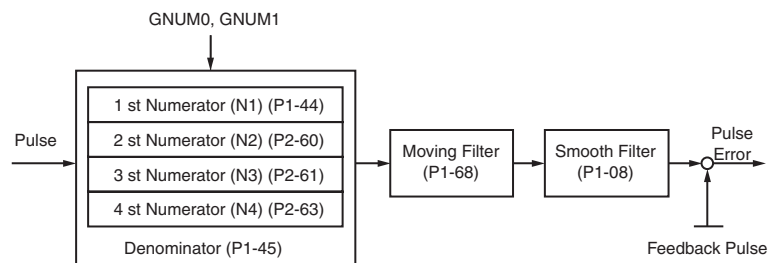 GNUM0, GNUM1
Pulse
1 st Numerator (N1) (P1-44)
2 st Numerator (N2) (P2-60)
3 st Numerator (N3) (P2-61)
4 st Numerator (N4) (P2-63)
Denominator (P1-45)
Moving Filter
(P1-68)
Smooth Filter
(P1-08)
Pulse
Error
Feedback Pulse